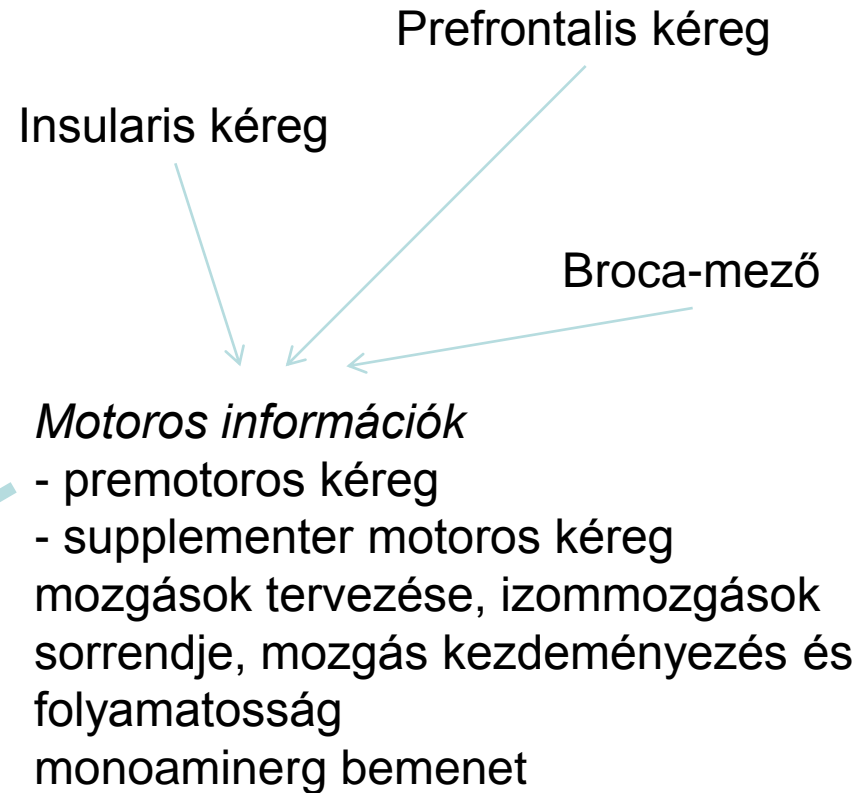 Prefrontalis kéreg
Insularis kéreg
Broca-mező
Motoros információk
- premotoros kéreg
- supplementer motoros kéreg
mozgások tervezése, izommozgások
sorrendje, mozgás kezdeményezés és
folyamatosság
monoaminerg bemenet